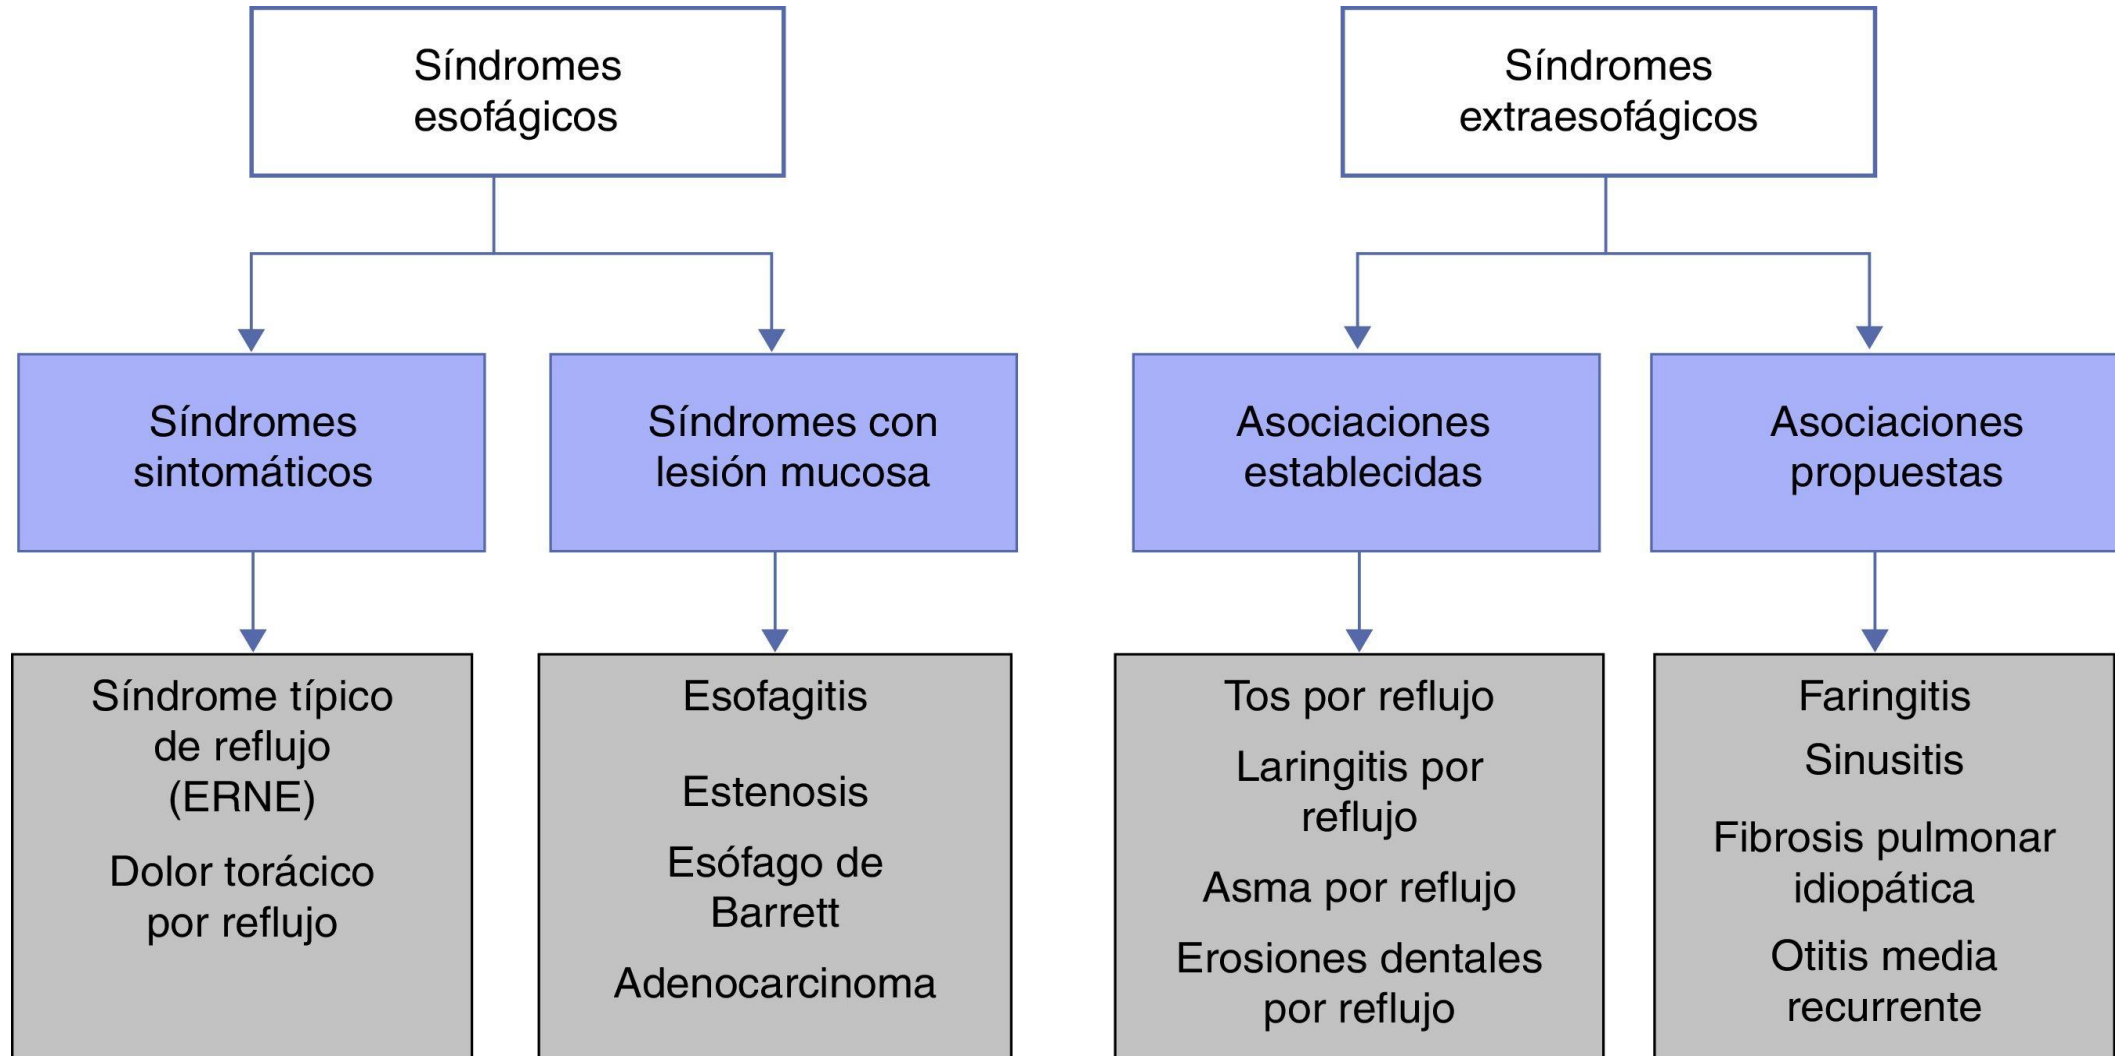 Síndromes
esofágicos
Síndromes
extraesofágicos
Síndromes
sintomáticos
Síndromes con
lesión mucosa
Asociaciones
establecidas
Asociaciones
propuestas
Síndrome típico
de reflujo
(ERNE)
Dolor torácico
por reflujo
Esofagitis
Estenosis
Esófago de
Barrett
Adenocarcinoma
Tos por reflujo
Laringitis por
reflujo
Asma por reflujo
Erosiones dentales
por reflujo
Faringitis
Sinusitis
Fibrosis pulmonar
idiopática
Otitis media
recurrente